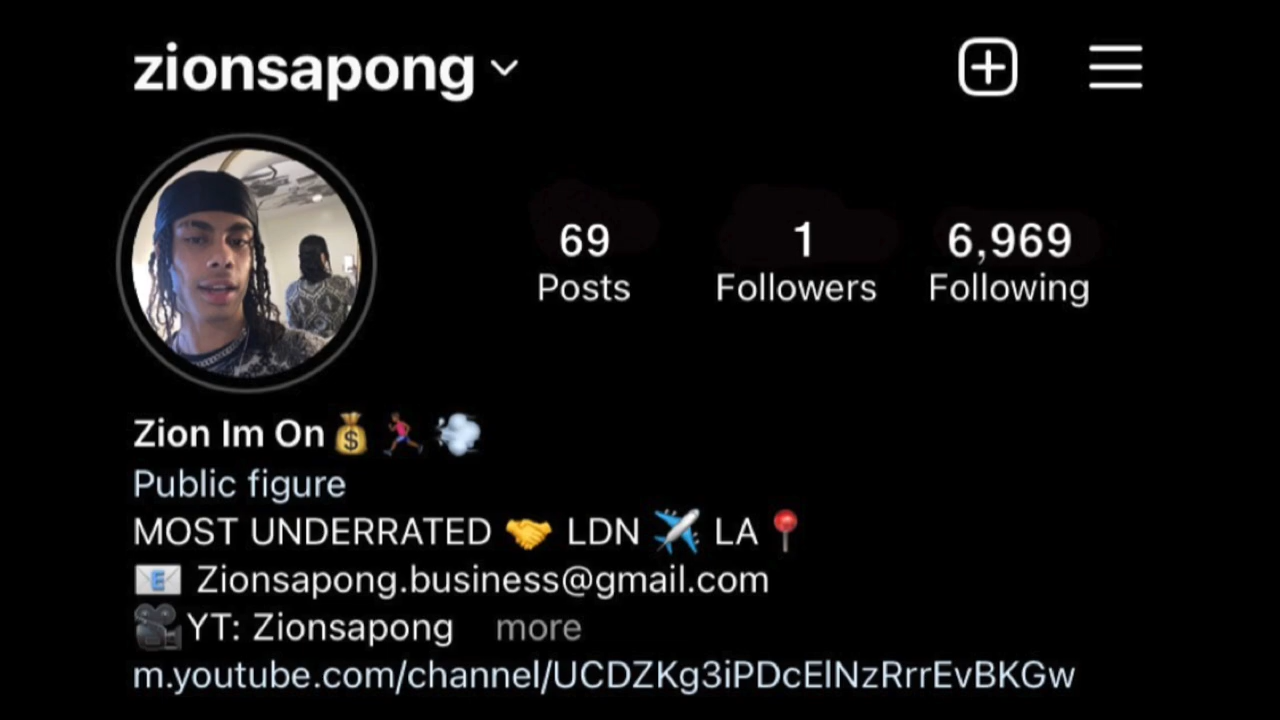 zionsapong
69 1 6,969
Posts Followers Following
Zion Im On💰🏃🏾‍♂️💨
Public figure
MOST UNDERRATED 🤝 LDN ✈️ LA📍
📧 Zionsapong.business@gmail.com
🎥YT: Zionsapong more
m.youtube.com/channel/UCDZKg3iPDcElNzRrrEvBKGw